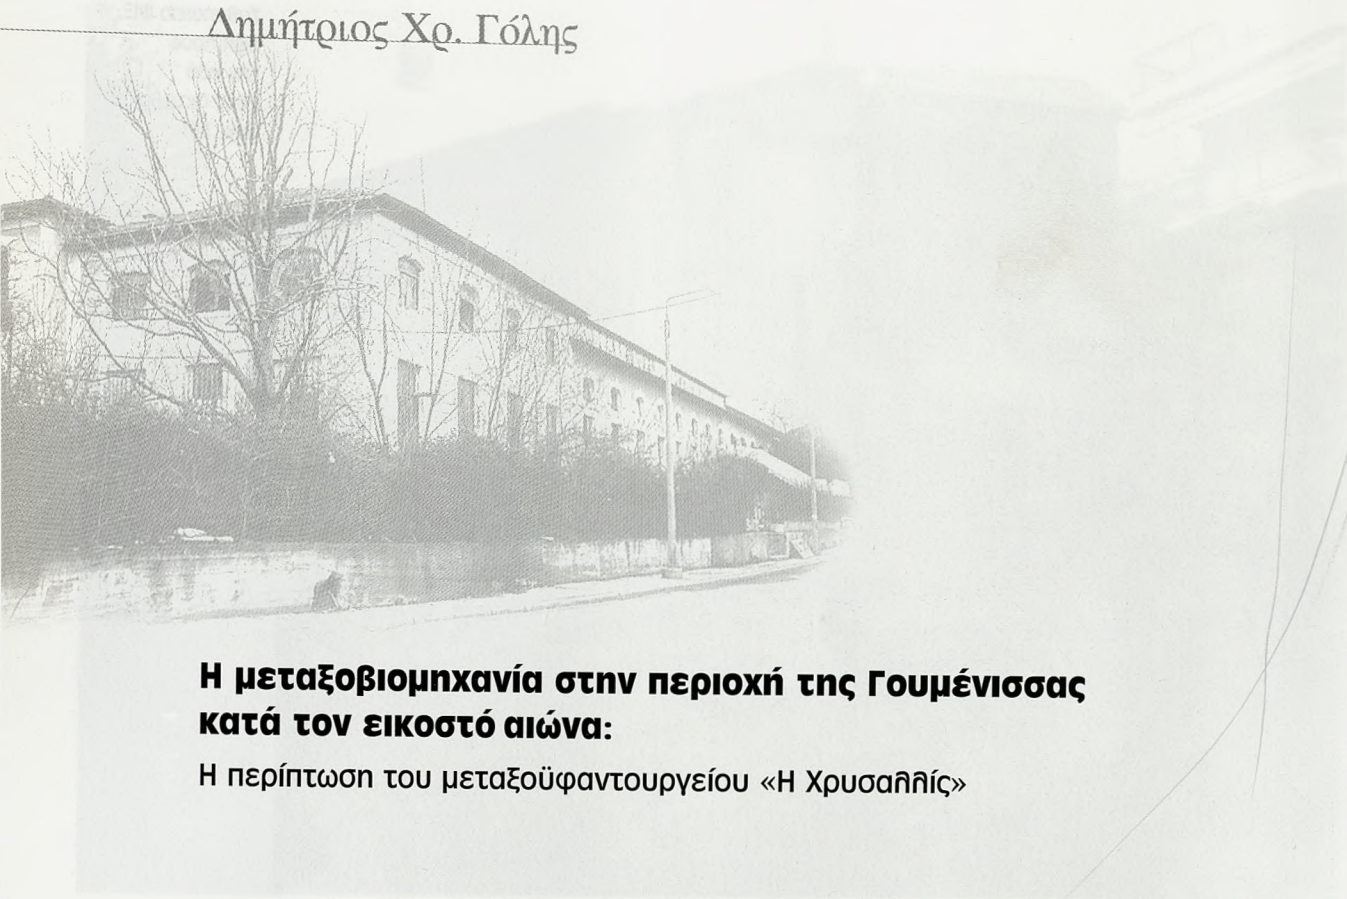 Δημήτριος Χρ. Γόλης
Η μεταξοβιομηχανία στην περιοχή της Γουμένισσας
κατά τον εικοστό αιώνα:
Η περίπτωση του μεταξοϋφαντουργείου «Η Χρυσαλλίς»